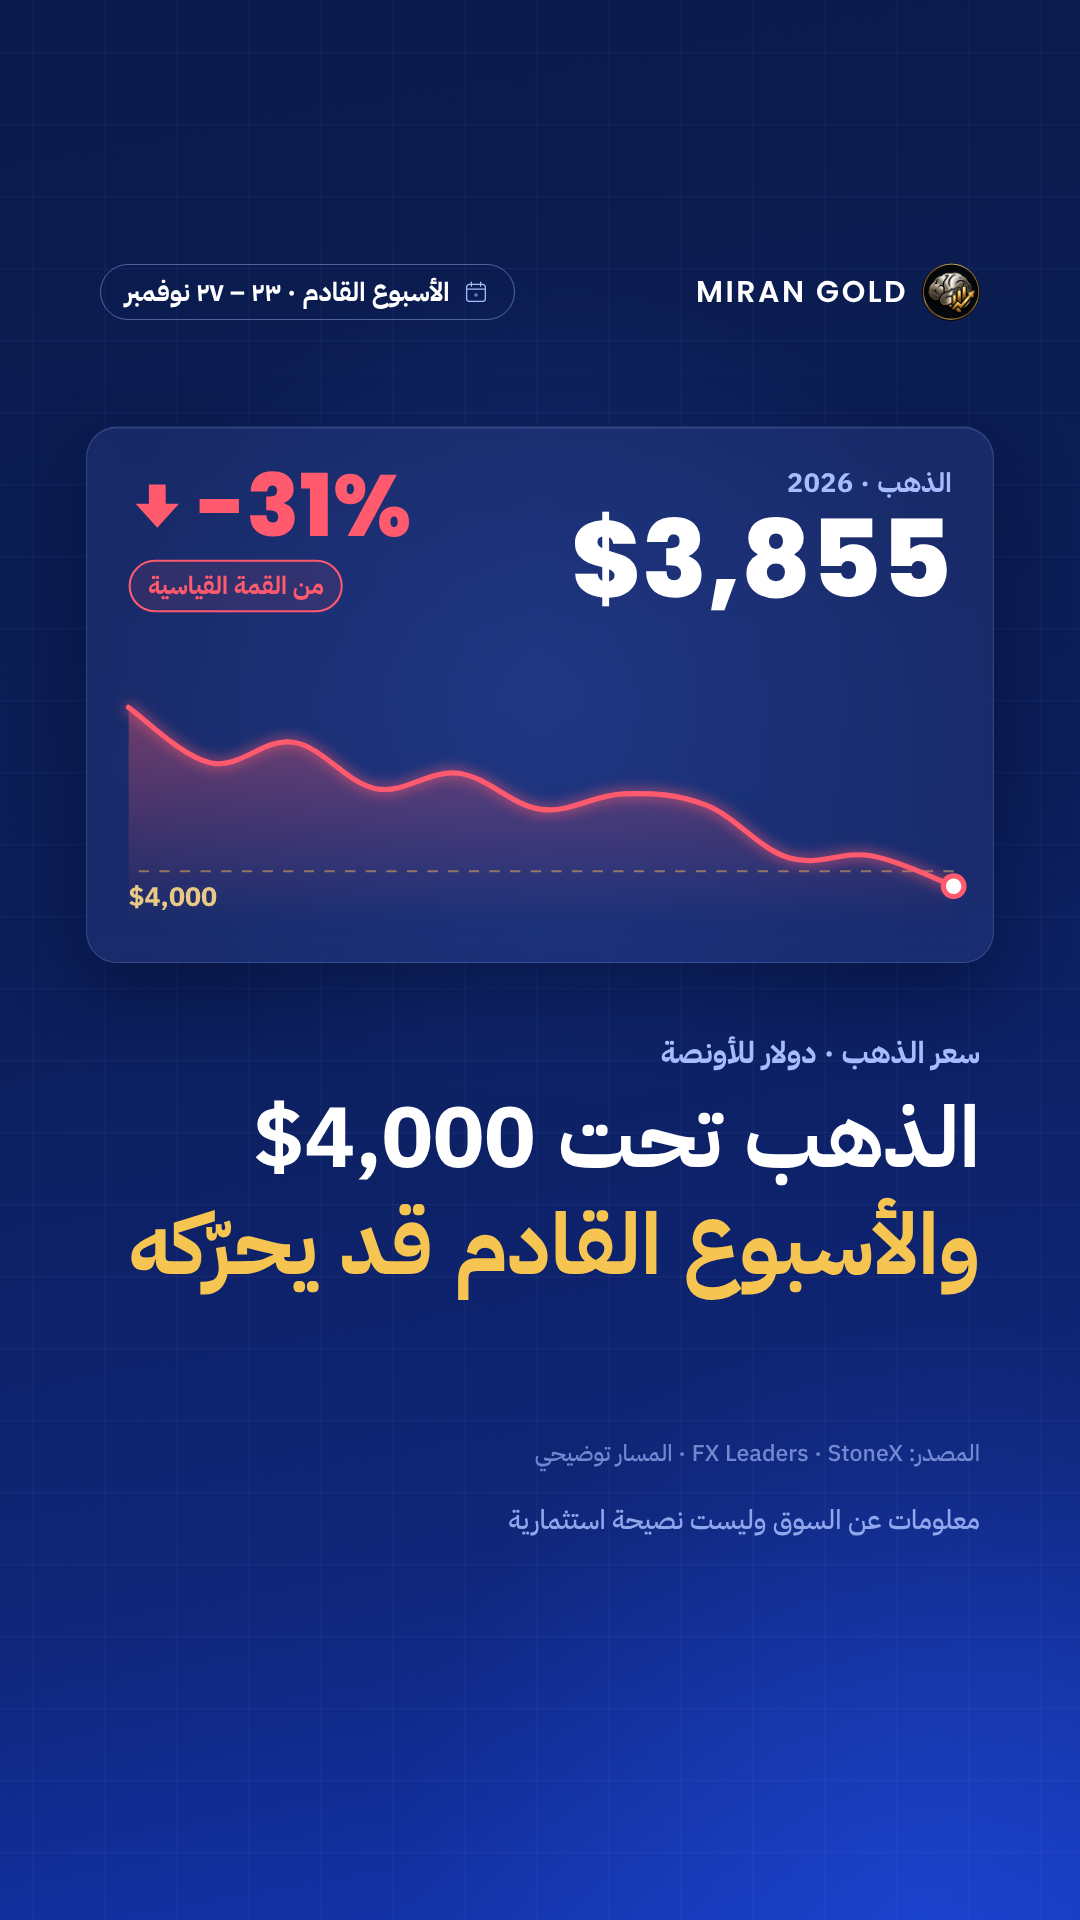 MIRAN GOLD
الأسبوع القادم · ٢٣ – ٢٧ نوفمبر
الذهب · 2026
$3,855
−31%
من القمة القياسية
$4,000
سعر الذهب · دولار للأونصة
الذهب تحت 4,000$
والأسبوع القادم قد يحرّكه
المصدر: FX Leaders · StoneX · المسار توضيحي
معلومات عن السوق وليست نصيحة استثمارية